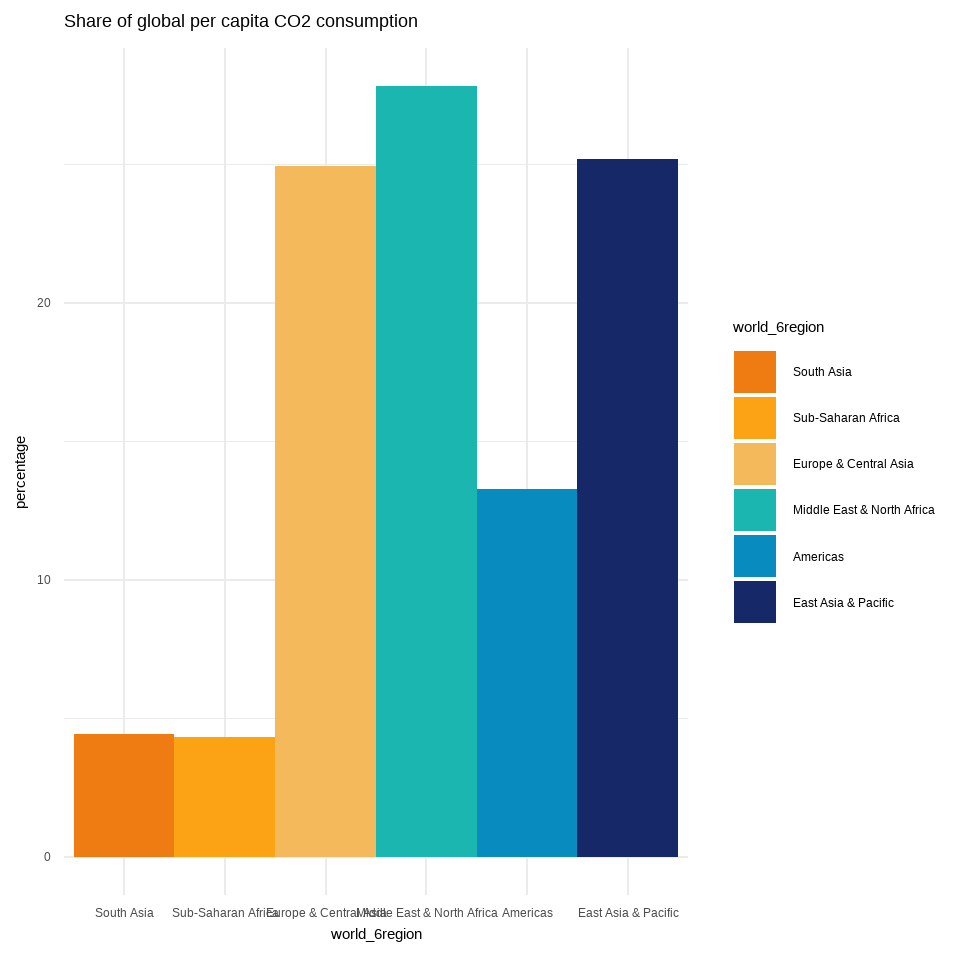 Share of global per capita CO2 consumption
percentage
20
10
0
South Asia
Sub-Saharan Africa
Europe & Central Asia
Middle East & North Africa
Americas
East Asia & Pacific
world_6region
world_6region
South Asia
Sub-Saharan Africa
Europe & Central Asia
Middle East & North Africa
Americas
East Asia & Pacific